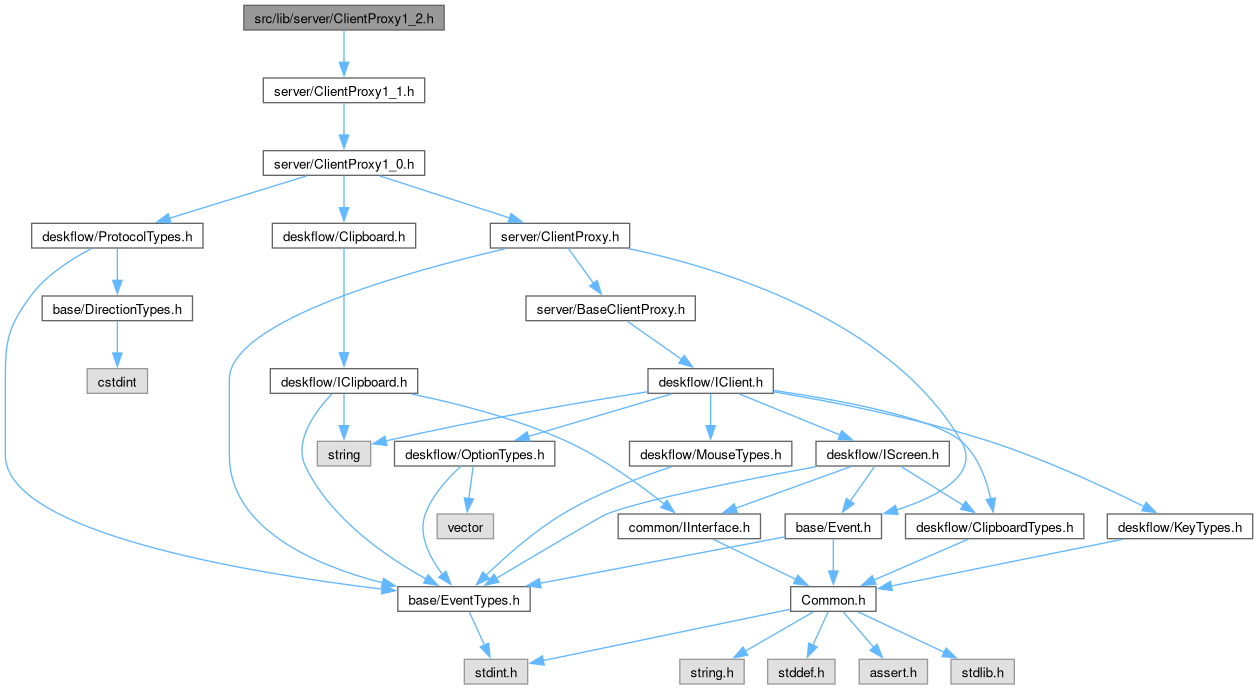 src/lib/server/ClientProxy1_2.h
server/ClientProxy1_1.h
server/ClientProxy1_0.h
deskflow/ProtocolTypes.h
deskflow/Clipboard.h
server/ClientProxy.h
base/DirectionTypes.h
server/BaseClientProxy.h
cstdint
deskflow/IClipboard.h
deskflow/IClient.h
string
deskflow/OptionTypes.h
deskflow/MouseTypes.h
deskflow/IScreen.h
vector
common/IInterface.h
base/Event.h
deskflow/ClipboardTypes.h
deskflow/KeyTypes.h
base/EventTypes.h
Common.h
stdint.h
string.h
stddef.h
assert.h
stdlib.h